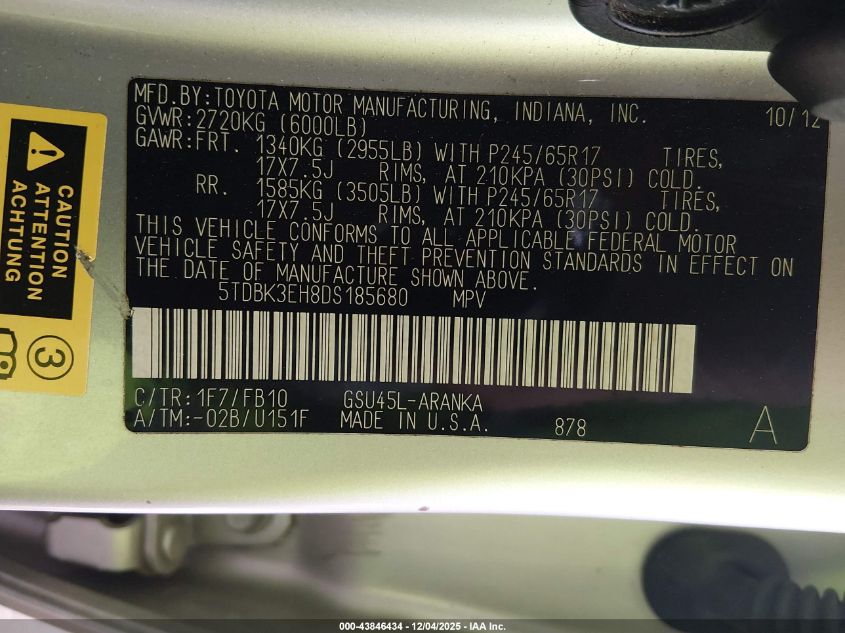 MFD.BY:TOYOTA MOTOR MANUFACTURING, INDIANA, INC. 10/12
GVWR:2720KG (6000LB)
GAWR:FRT. 1340KG (2955LB) WITH P245/65R17 TIRES,
17X7.5J RIMS, AT 210KPA (30PSI) COLD.
RR. 1585KG (3505LB) WITH P245/65R17 TIRES,
17X7.5J RIMS, AT 210KPA (30PSI) COLD.
THIS VEHICLE CONFORMS TO ALL APPLICABLE FEDERAL MOTOR
VEHICLE SAFETY AND THEFT PREVENTION STANDARDS IN EFFECT ON
THE DATE OF MANUFACTURE SHOWN ABOVE.
5TDBK3EH8DS185680 MPV
C/TR:1F7/FB10 GSU45L-ARANKA
A/TM:-02B/U151F MADE IN U.S.A. 878 A
CAUTION
ATTENTION
ACHTUNG
3
000-43846434 - 12/04/2025 - IAA Inc.